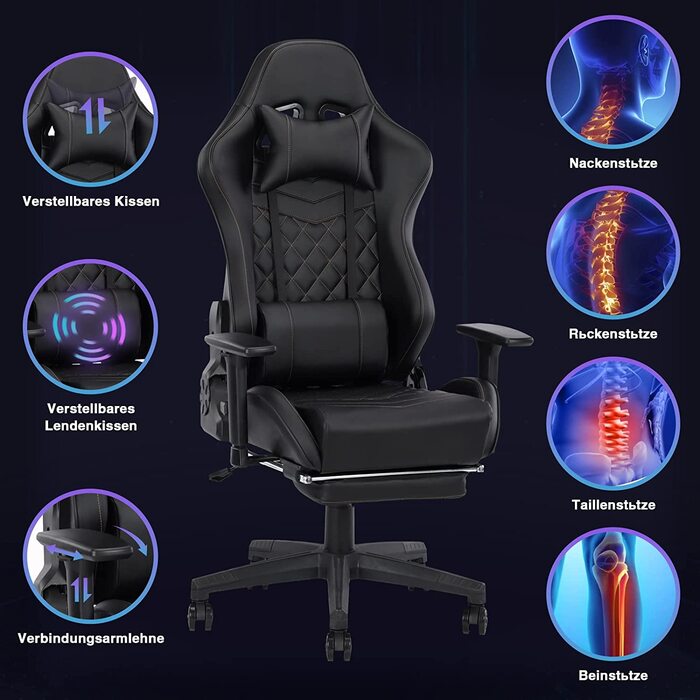 Verstellbares Kissen
Verstellbares
Lendenkissen
Verbindungsarmlehne
Nackenstьtze
Rьckenstьtze
Taillenstьtze
Beinstьtze